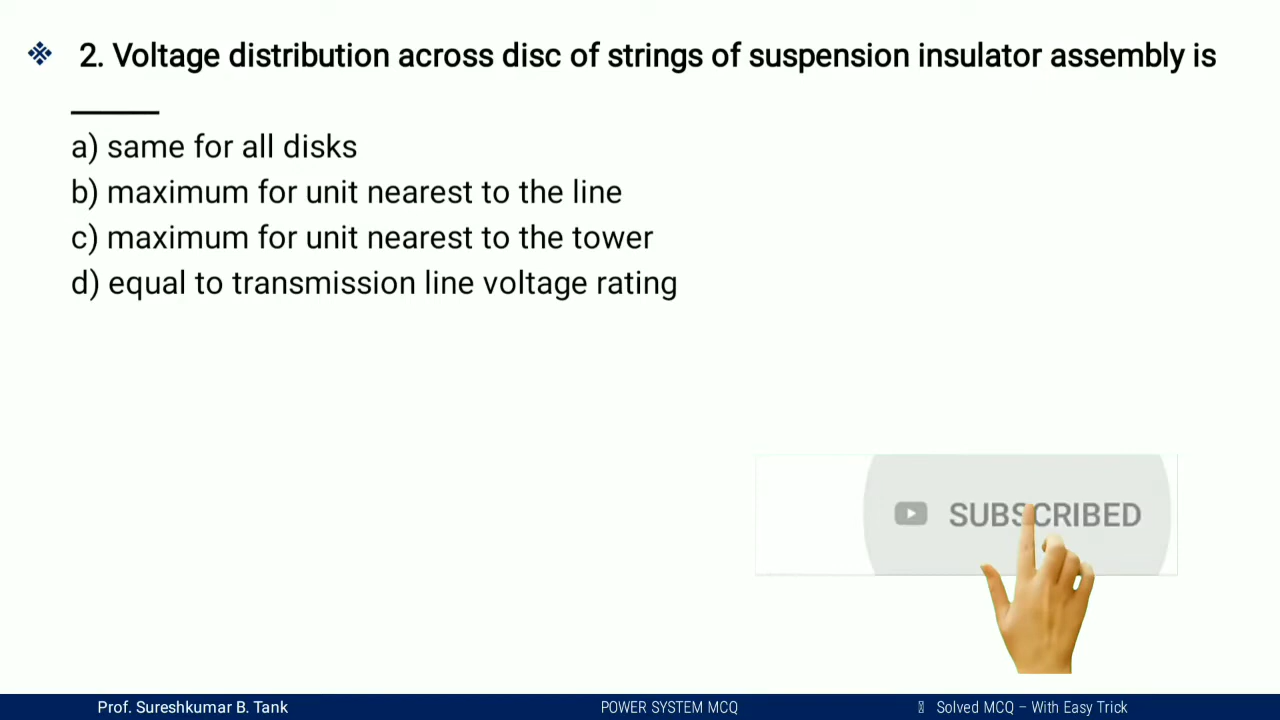 ❖ 2. Voltage distribution across disc of strings of suspension insulator assembly is
______
a) same for all disks
b) maximum for unit nearest to the line
c) maximum for unit nearest to the tower
d) equal to transmission line voltage rating
SUBSCRIBED
Prof. Sureshkumar B. Tank POWER SYSTEM MCQ Solved MCQ – With Easy Trick